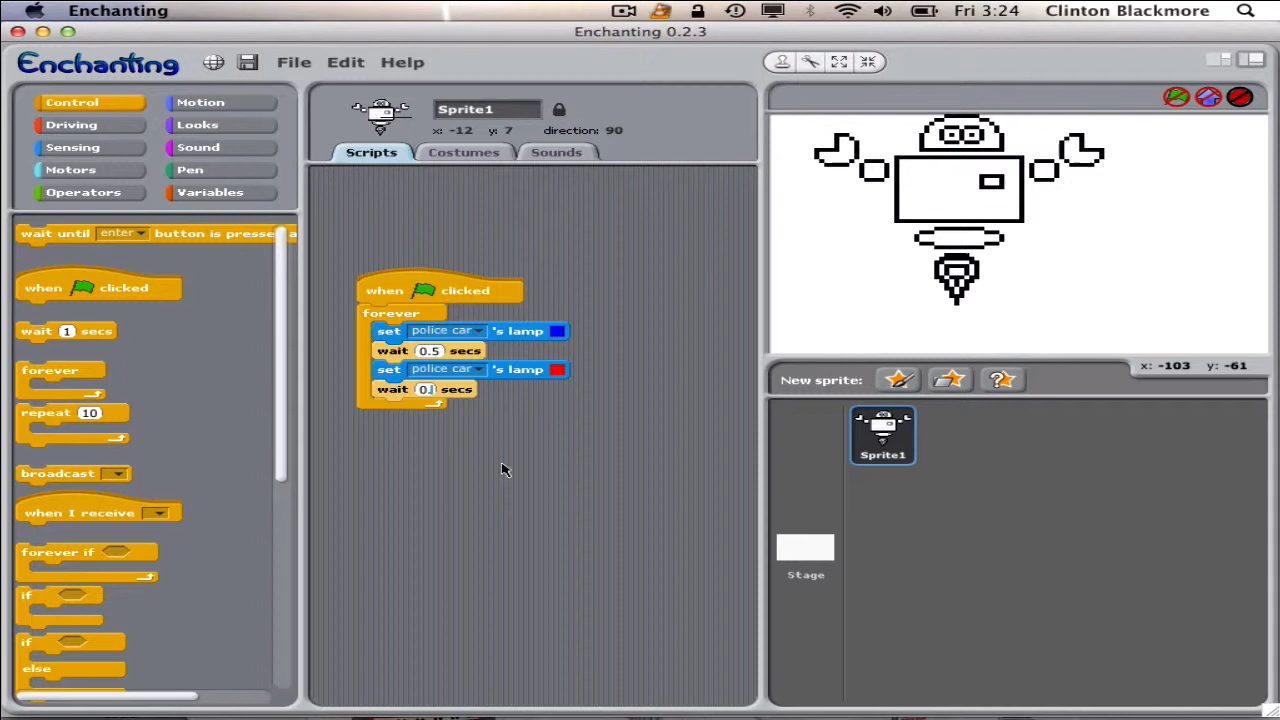 Enchanting
Fri 3:24
Clinton Blackmore
Enchanting 0.2.3
Enchanting
File
Edit
Help
Control
Motion
Driving
Looks
Sensing
Sound
Motors
Pen
Operators
Variables
Sprite1
x: -12 y: 7 direction: 90
Scripts
Costumes
Sounds
wait until enter button is presse
when clicked
wait 1 secs
forever
repeat 10
broadcast
when I receive
forever if
if
if
else
when clicked
forever
set police car 's lamp
wait 0.5 secs
set police car 's lamp
wait 0. secs
New sprite:
x: -103 y: -61
Sprite1
Stage